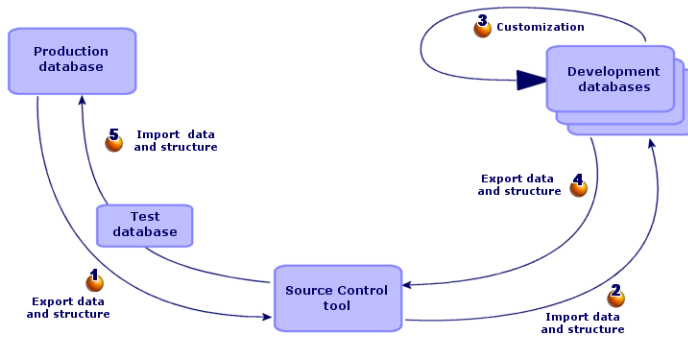 3 Customization
Production
database
Development
databases
5 Import data
and structure
Export data
and structure 4
Test
database
1
Export data
and structure
Source Control
tool
2
Import data
and structure